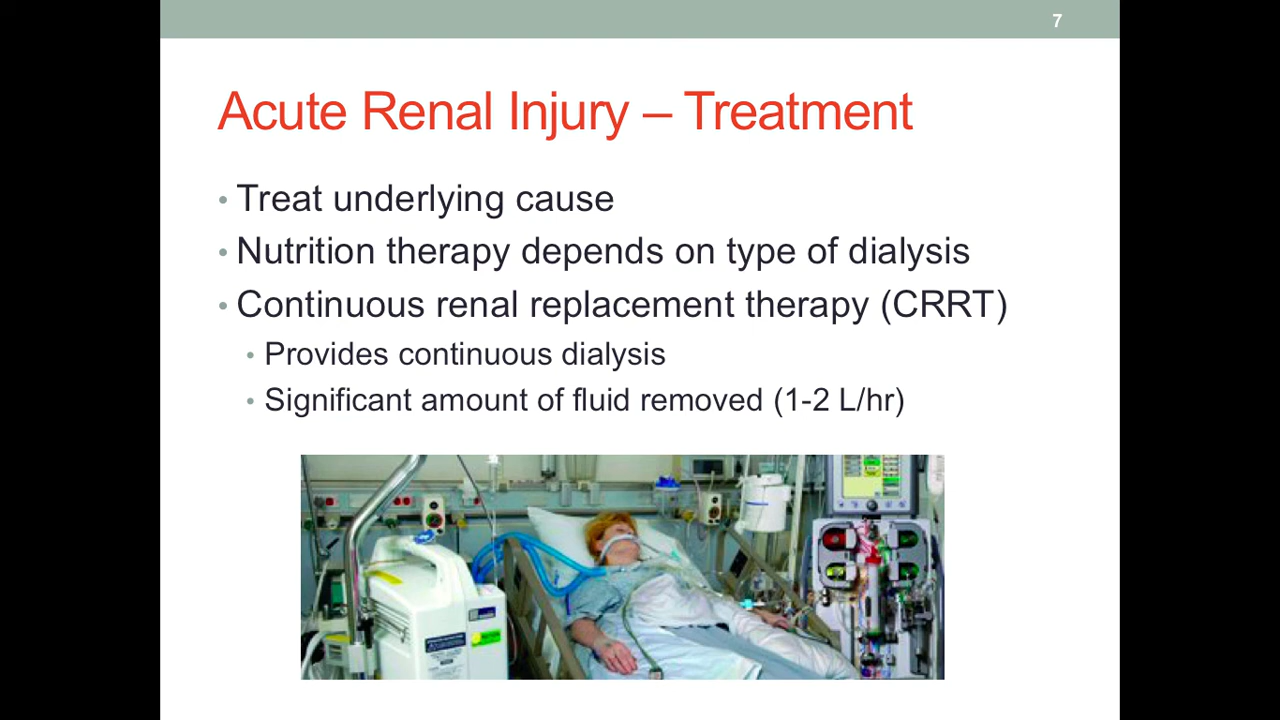 7
Acute Renal Injury – Treatment
• Treat underlying cause
• Nutrition therapy depends on type of dialysis
• Continuous renal replacement therapy (CRRT)
• Provides continuous dialysis
• Significant amount of fluid removed (1-2 L/hr)